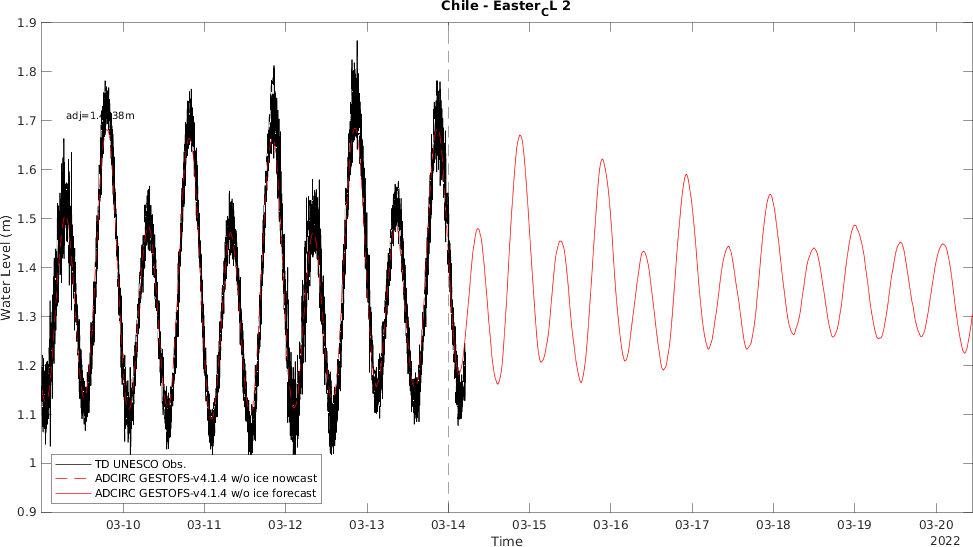 Chile - EasterCL 2
1.9
1.8
1.7
1.6
1.5
1.4
1.3
1.2
1.1
1
0.9
Water Level (m)
TD UNESCO Obs.
ADCIRC GESTOFS-v4.1.4 w/o ice nowcast
ADCIRC GESTOFS-v4.1.4 w/o ice forecast
03-10 03-11 03-12 03-13 03-14 03-15 03-16 03-17 03-18 03-19 03-20
Time
2022